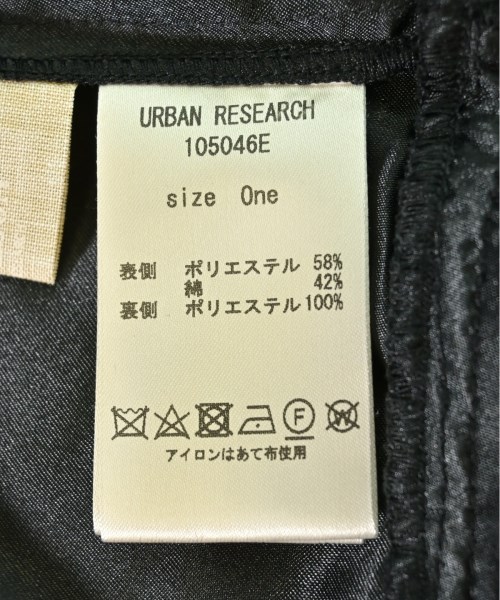 URBAN RESEARCH
105046E
size One
表側 ポリエステル 58%
綿 42%
裏側 ポリエステル 100%
F W
アイロンはあて布使用